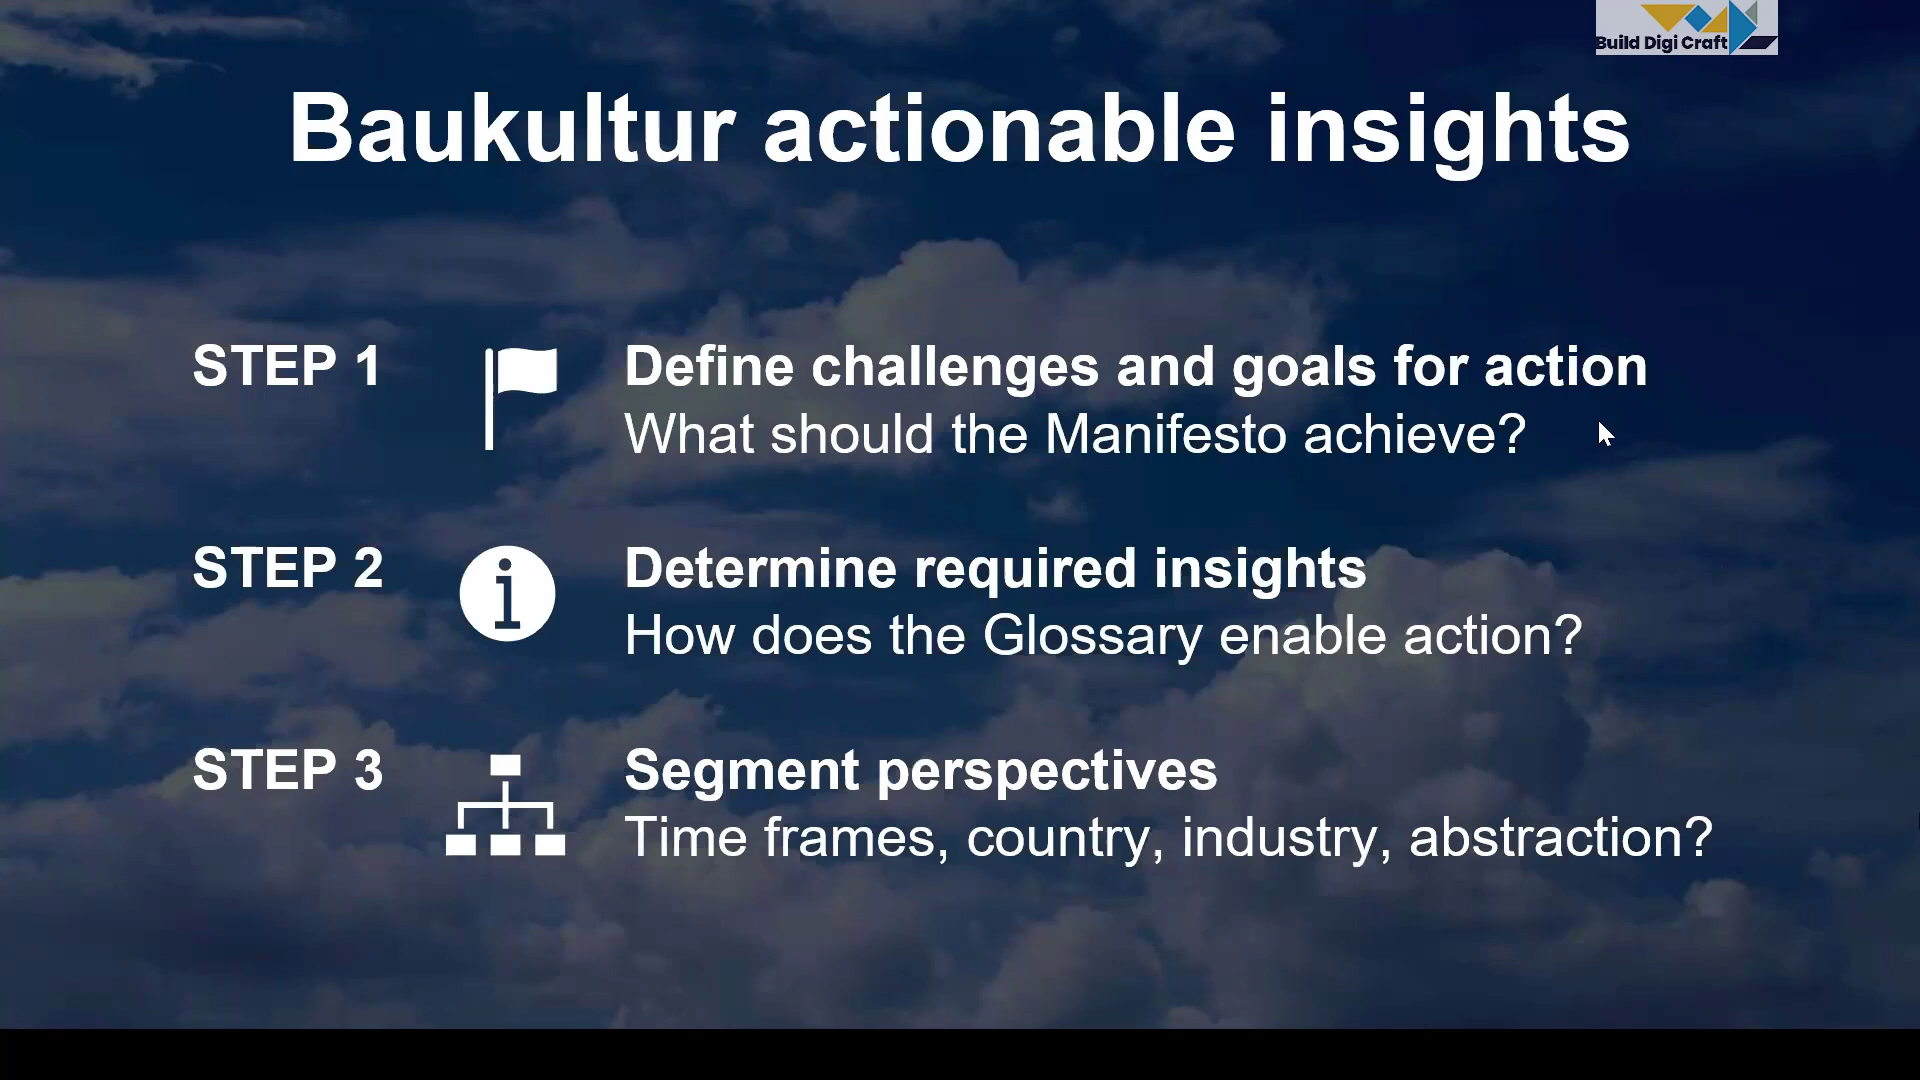 Build Digi Craft
Baukultur actionable insights
STEP 1
Define challenges and goals for action
What should the Manifesto achieve?
STEP 2
Determine required insights
How does the Glossary enable action?
STEP 3
Segment perspectives
Time frames, country, industry, abstraction?